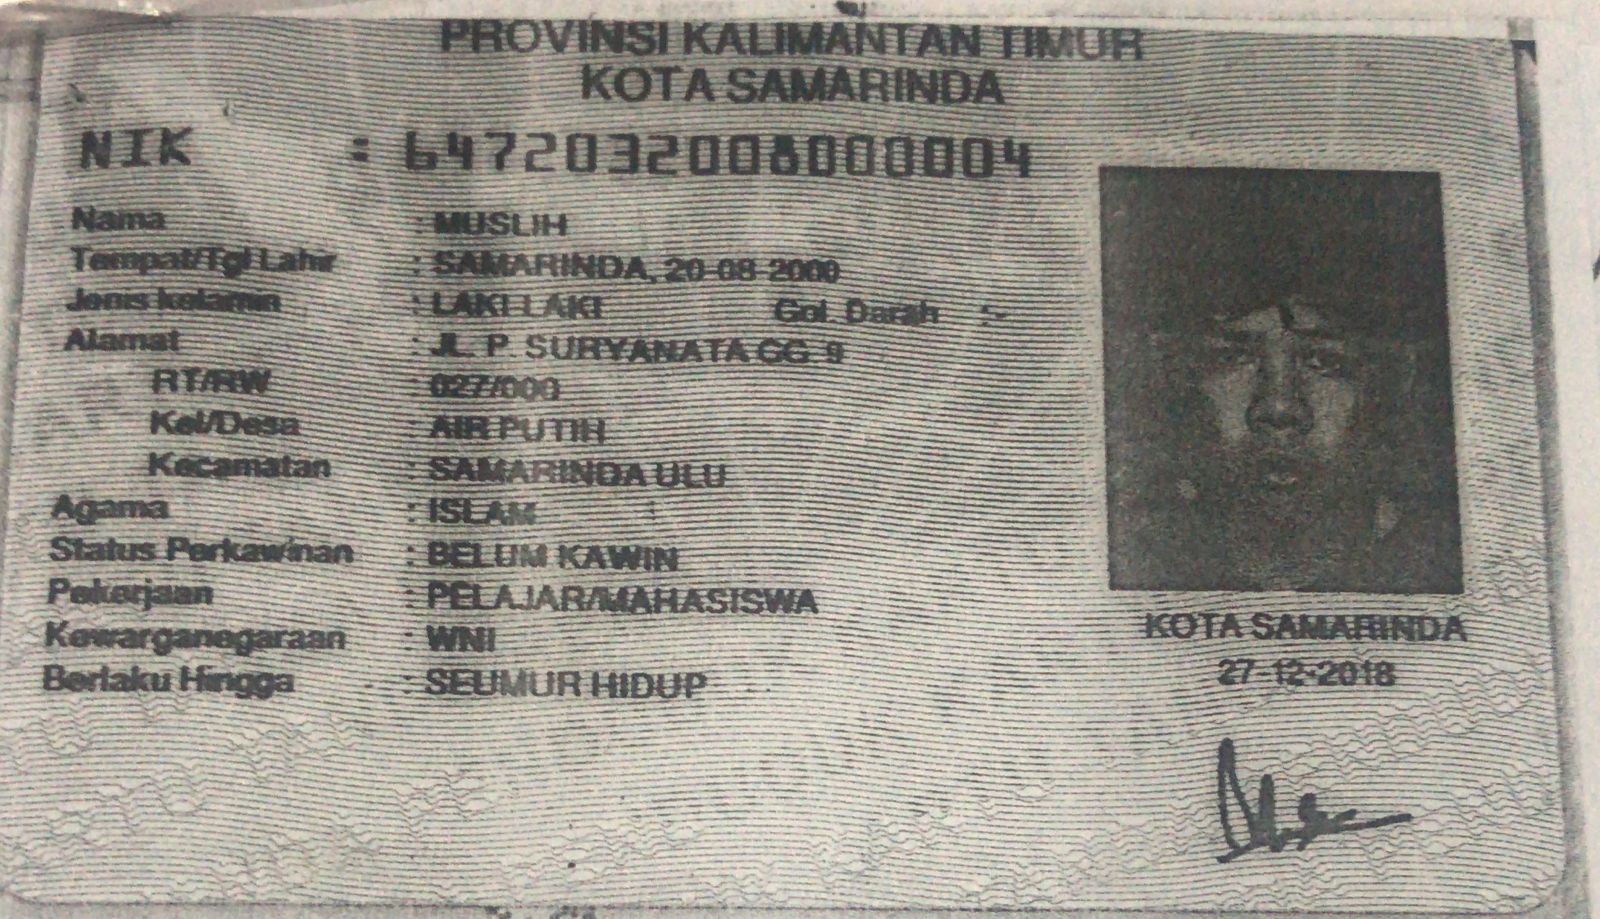 PROVINSI KALIMANTAN TIMUR
KOTA SAMARINDA
NIK : 6472032008000004
Nama : MUSLIH
Tempat/Tgl Lahir : SAMARINDA, 20-08-2000
Jenis kelamin : LAKI-LAKI Gol. Darah :-
Alamat : JL. P. SURYANATA GG. 9
RT/RW : 027/000
Kel/Desa : AIR PUTIH
Kecamatan : SAMARINDA ULU
Agama : ISLAM
Status Perkawinan : BELUM KAWIN
Pekerjaan : PELAJAR/MAHASISWA
Kewarganegaraan : WNI
Berlaku Hingga : SEUMUR HIDUP
KOTA SAMARINDA
27-12-2018